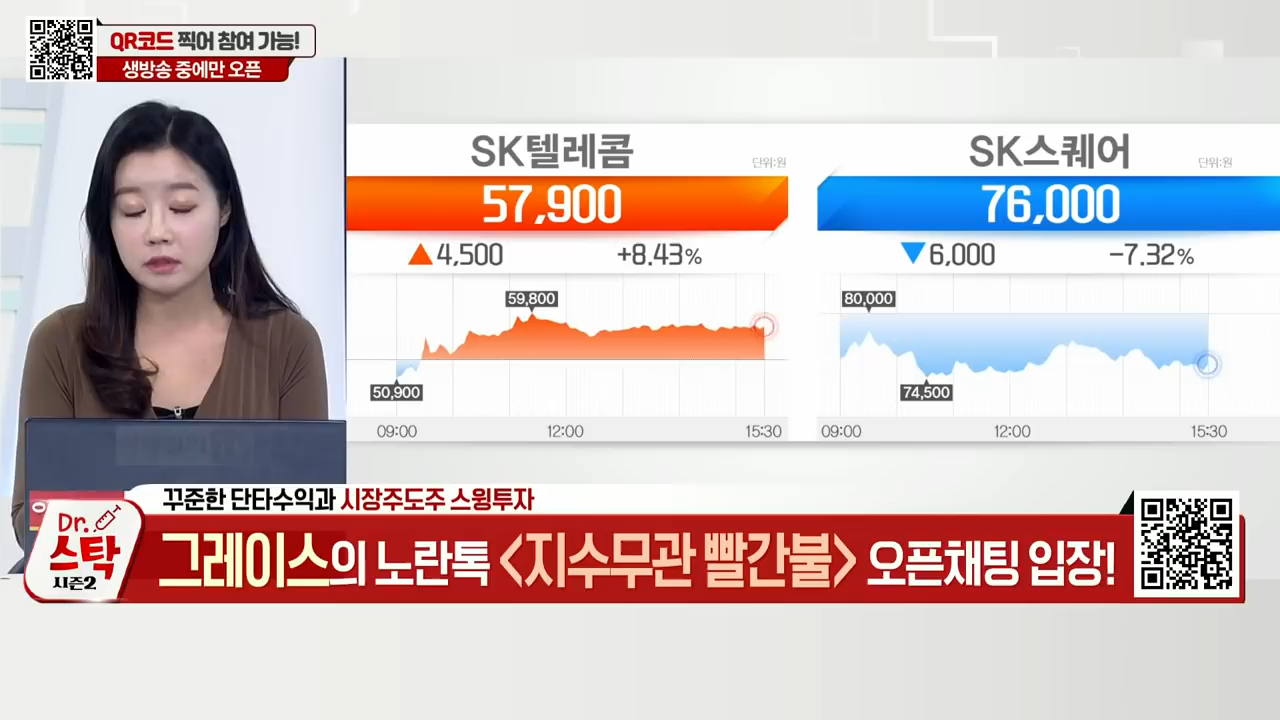 QR코드 찍어 참여 가능!
생방송 중에만 오픈
SK텔레콤
단위:원
57,900
▲4,500 +8.43%
59,800
50,900
09:00 12:00 15:30
SK스퀘어
단위:원
76,000
▼6,000 -7.32%
80,000
74,500
09:00 12:00 15:30
꾸준한 단타수익과 시장주도주 스윙투자
Dr.
스탁
시즌2
그레이스의 노란톡 <지수무관 빨간불> 오픈채팅 입장!